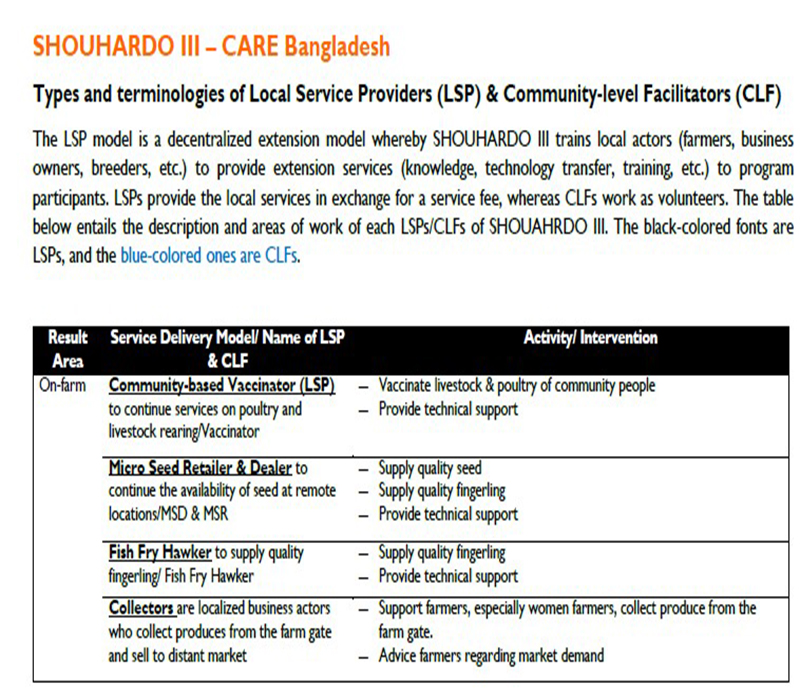 SHOUHARDO III – CARE Bangladesh
Types and terminologies of Local Service Providers (LSP) & Community-level Facilitators (CLF)
The LSP model is a decentralized extension model whereby SHOUHARDO III trains local actors (farmers, business
owners, breeders, etc.) to provide extension services (knowledge, technology transfer, training, etc.) to program
participants. LSPs provide the local services in exchange for a service fee, whereas CLFs work as volunteers. The table
below entails the description and areas of work of each LSPs/CLFs of SHOUAHRDO III. The black-colored fonts are
LSPs, and the blue-colored ones are CLFs.
Result Area
Service Delivery Model/ Name of LSP
& CLF
Activity/ Intervention
On-farm
Community-based Vaccinator (LSP)
to continue services on poultry and
livestock rearing/Vaccinator
– Vaccinate livestock & poultry of community people
– Provide technical support
Micro Seed Retailer & Dealer to
continue the availability of seed at remote
locations/MSD & MSR
– Supply quality seed
– Supply quality fingerling
– Provide technical support
Fish Fry Hawker to supply quality
fingerling/ Fish Fry Hawker
– Supply quality fingerling
– Provide technical support
Collectors are localized business actors
who collect produces from the farm gate
and sell to distant market
– Support farmers, especially women farmers, collect produce from the
farm gate.
– Advice farmers regarding market demand